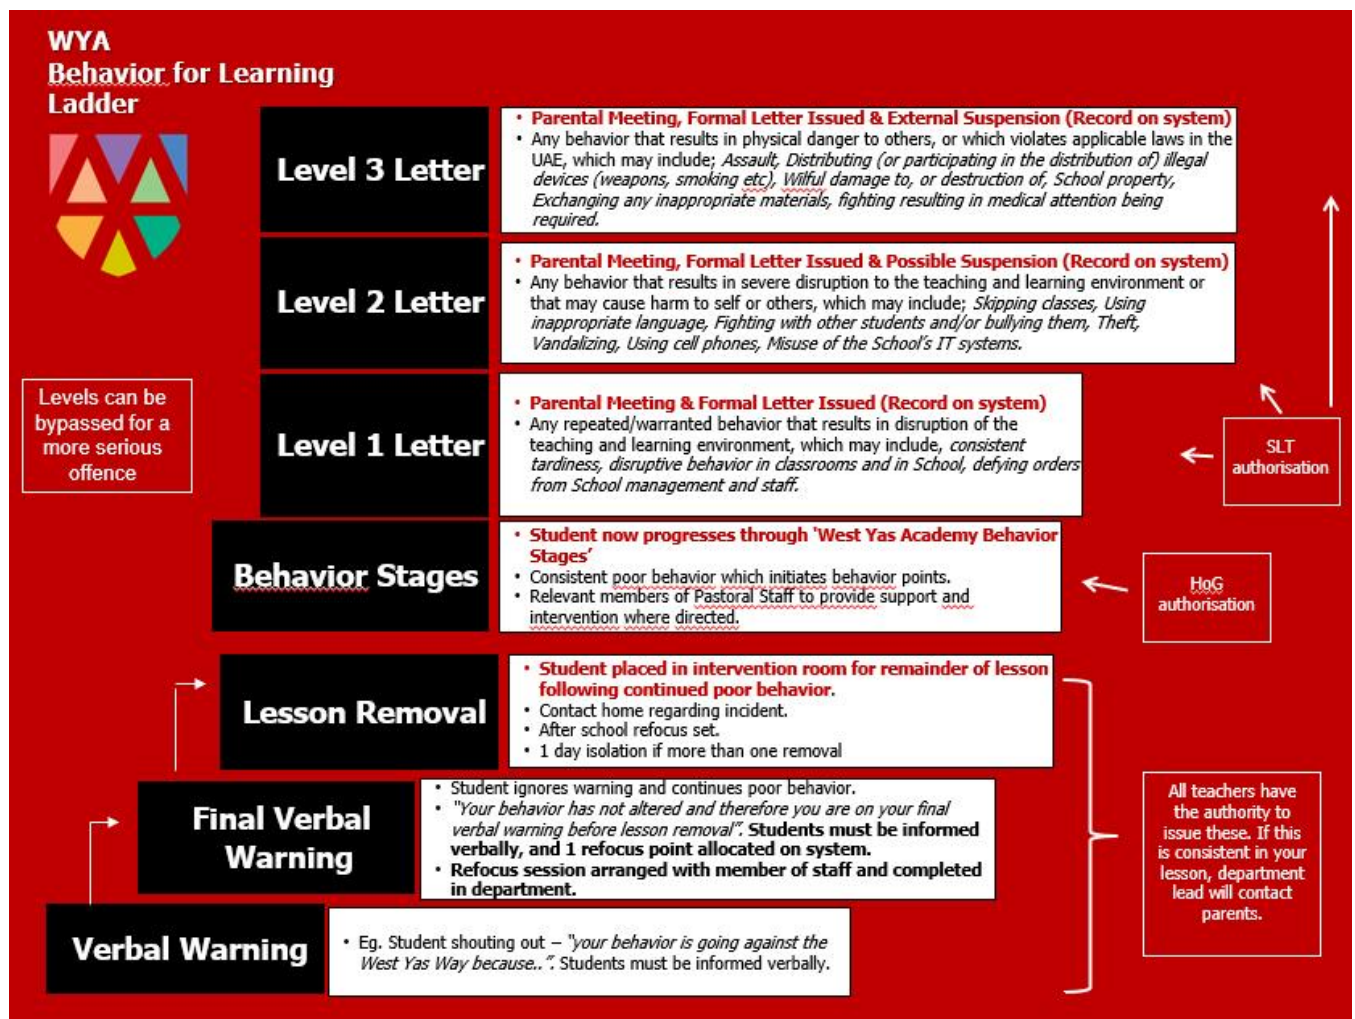 WYA
Behavior for Learning
Ladder
Level 3 Letter
• Parental Meeting, Formal Letter Issued & External Suspension (Record on system)
• Any behavior that results in physical danger to others, or which violates applicable laws in the
UAE, which may include; Assault, Distributing (or participating in the distribution of) illegal
devices (weapons, smoking etc), Wilful damage to, or destruction of, School property,
Exchanging any inappropriate materials, fighting resulting in medical attention being
required.
Level 2 Letter
• Parental Meeting, Formal Letter Issued & Possible Suspension (Record on system)
• Any behavior that results in severe disruption to the teaching and learning environment or
that may cause harm to self or others, which may include; Skipping classes, Using
inappropriate language, Fighting with other students and/or bullying them, Theft,
Vandalizing, Using cell phones, Misuse of the School's IT systems.
Levels can be
bypassed for a
more serious
offence
Level 1 Letter
• Parental Meeting & Formal Letter Issued (Record on system)
• Any repeated/warranted behavior that results in disruption of the
teaching and learning environment, which may include, consistent
tardiness, disruptive behavior in classrooms and in School, defying orders
from School management and staff.
SLT
authorisation
Behavior Stages
• Student now progresses through 'West Yas Academy Behavior
Stages'
• Consistent poor behavior which initiates behavior points.
• Relevant members of Pastoral Staff to provide support and
intervention where directed.
HoG
authorisation
Lesson Removal
• Student placed in intervention room for remainder of lesson
following continued poor behavior.
• Contact home regarding incident.
• After school refocus set.
• 1 day isolation if more than one removal
Final Verbal
Warning
• Student ignores warning and continues poor behavior.
• "Your behavior has not altered and therefore you are on your final
verbal warning before lesson removal". Students must be informed
verbally, and 1 refocus point allocated on system.
• Refocus session arranged with member of staff and completed
in department.
All teachers have
the authority to
issue these. If this
is consistent in your
lesson, department
lead will contact
parents.
Verbal Warning
• Eg. Student shouting out – "your behavior is going against the
West Yas Way because.. ". Students must be informed verbally.